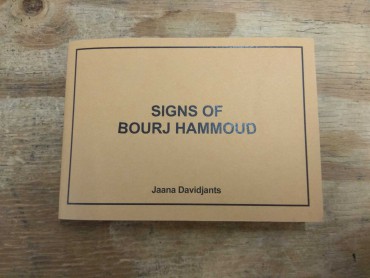 SIGNS OF
BOURJ HAMMOUD
Jaana Davidjants